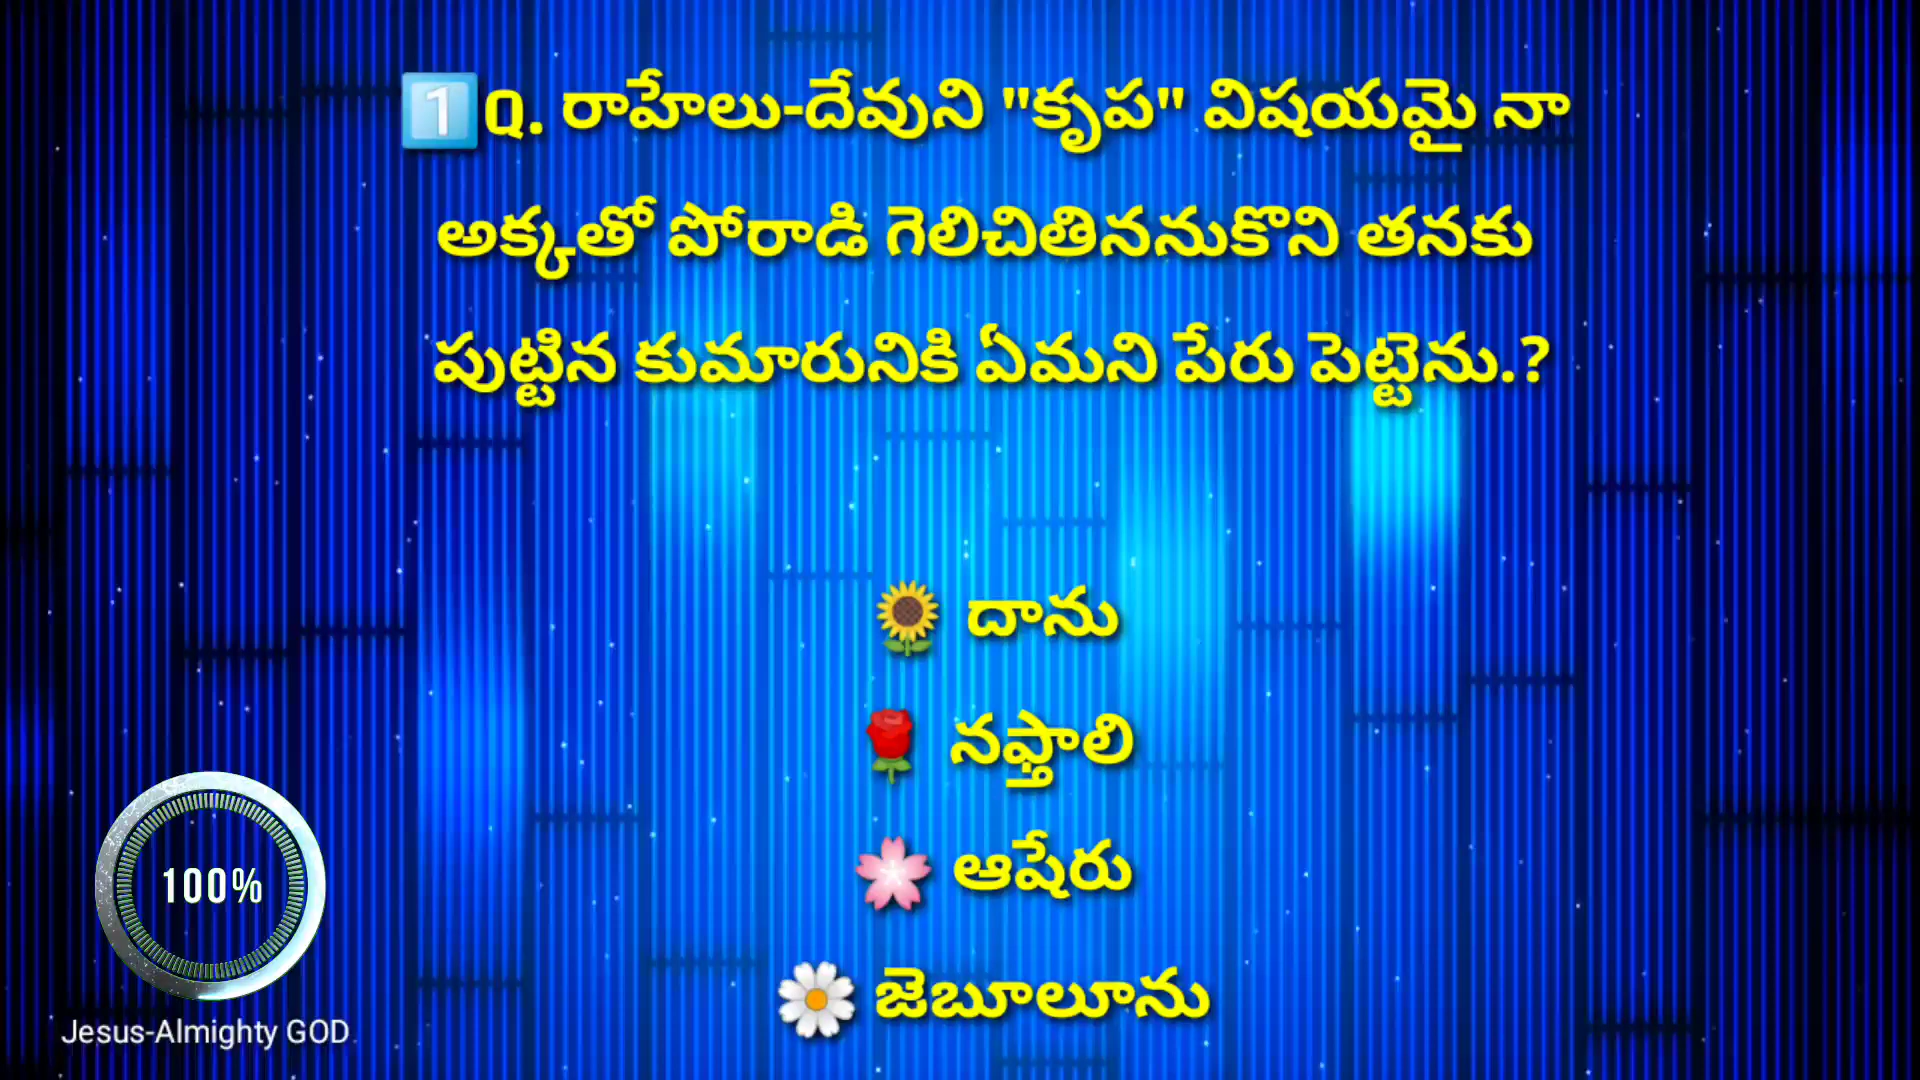 1️⃣Q. రాహేలు-దేవుని "కృప" విషయమై నా
అక్కతో పోరాడి గెలిచితిననుకొని తనకు
పుట్టిన కుమారునికి ఏమని పేరు పెట్టెను.?
🌻 దాను
🌹 నఫ్తాలి
🌸 ఆషేరు
🌼 జెబూలూను
100%
Jesus-Almighty GOD